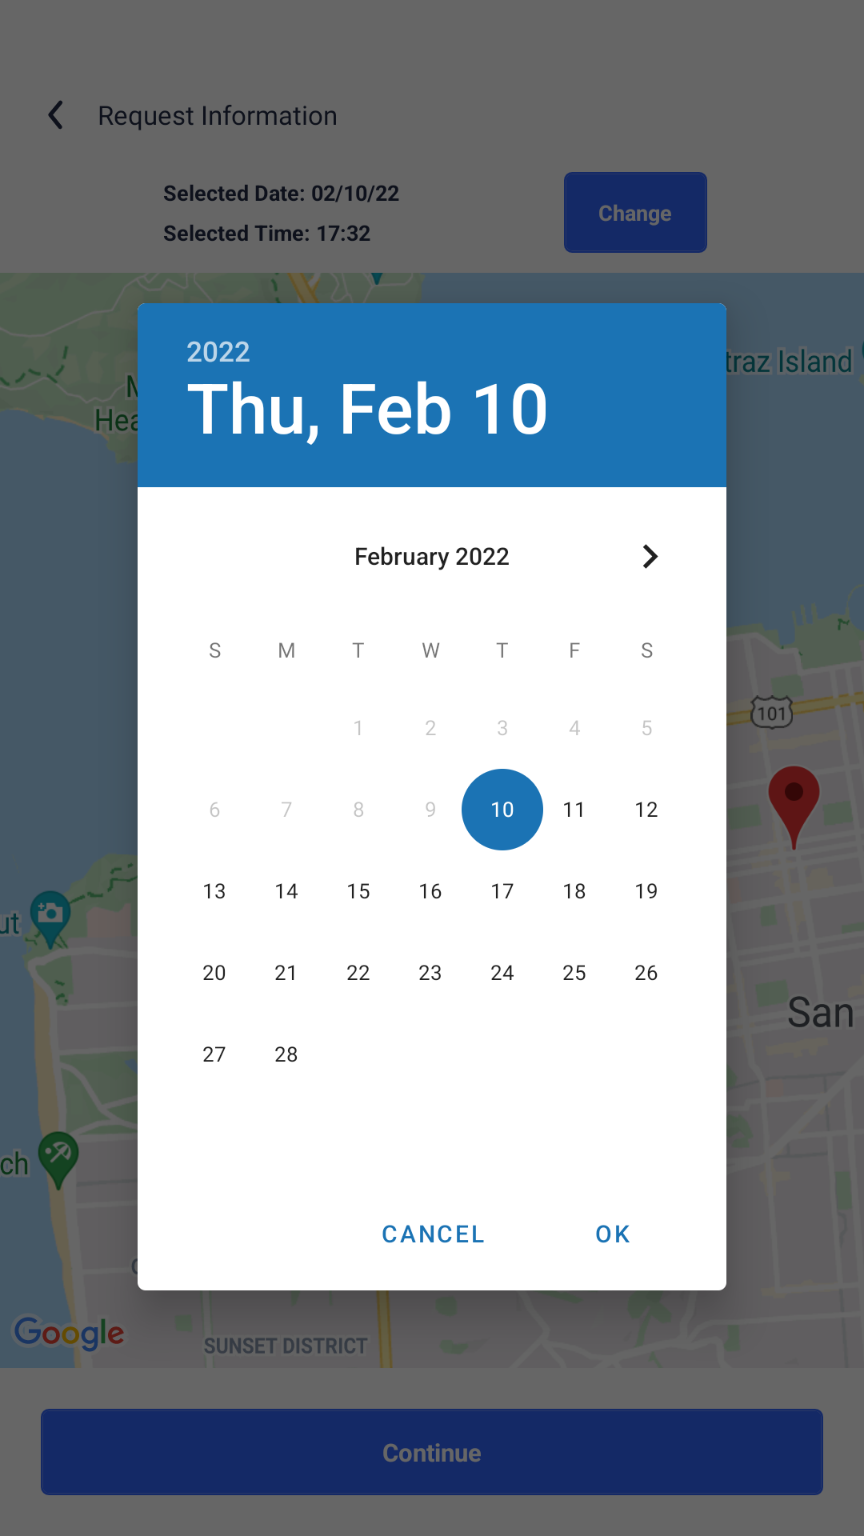 Request Information
Selected Date: 02/10/22
Selected Time: 17:32
Change
2022
Thu, Feb 10
traz Island
Hea
February 2022
S M T W T F S
1 2 3 4 5
6 7 8 9 10 11 12
101
13 14 15 16 17 18 19
ut
20 21 22 23 24 25 26
San
27 28
ch
CANCEL OK
Google
SUNSET DISTRICT
Continue